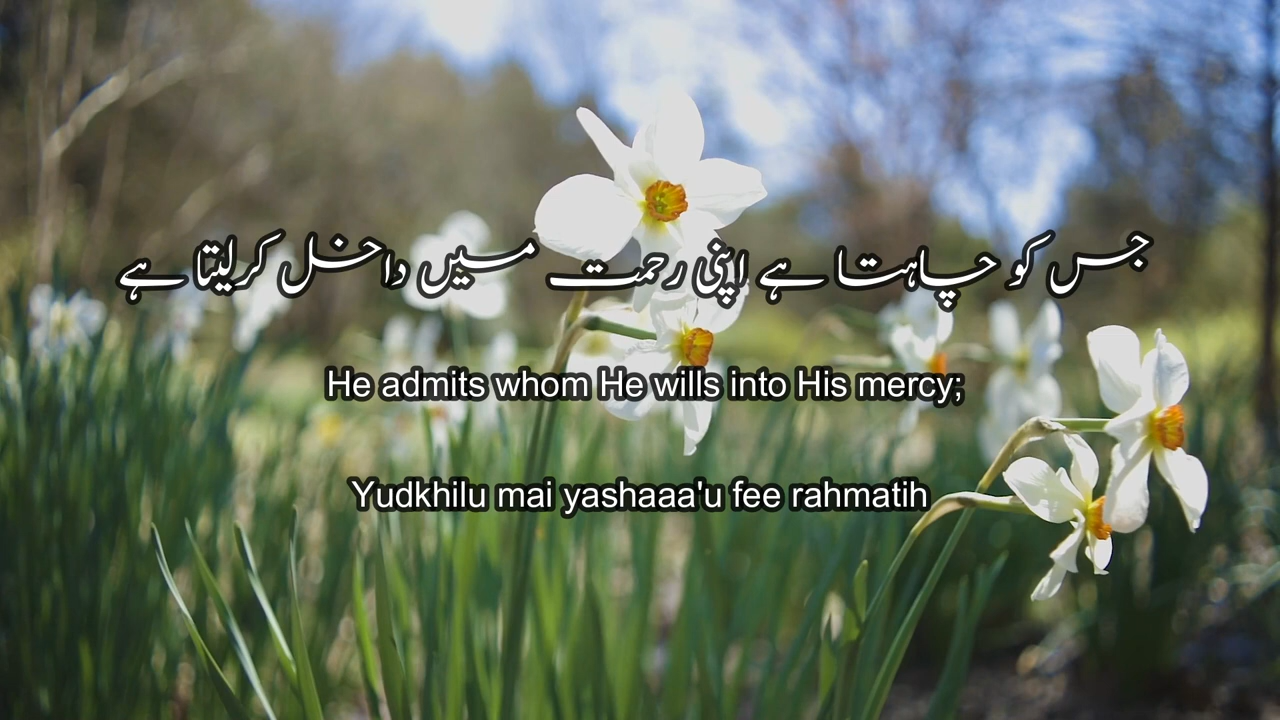 جس کو چاہتا ہے اپنی رحمت میں داخل کرلیتا ہے
He admits whom He wills into His mercy;
Yudkhilu mai yashaaa'u fee rahmatih